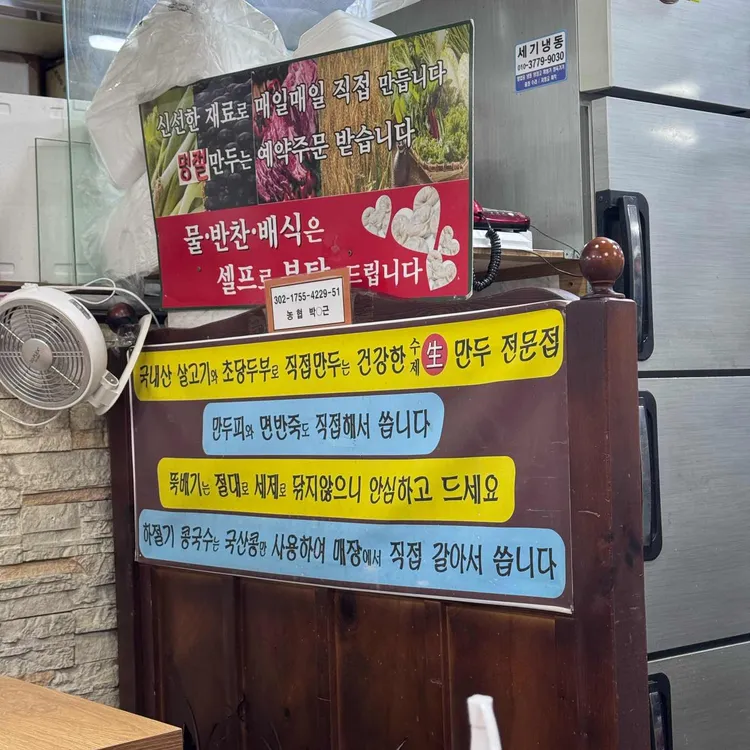 세기냉동
010-3779-9030
신선한 재료로 매일매일 직접 만듭니다
명절만두는 예약주문 받습니다
물·반찬·배식은
셀프로 부탁드립니다
302-1755-4229-51
농협 박○근
국내산 살고기와 초당두부로 직접만두는 건강한 수제 生 만두 전문점
만두피와 면반죽도 직접해서 씁니다
뚝배기는 절대로 세제로 닦지않으니 안심하고 드세요
하절기 콩국수는 국산콩만 사용하여 매장에서 직접 갈아서 씁니다